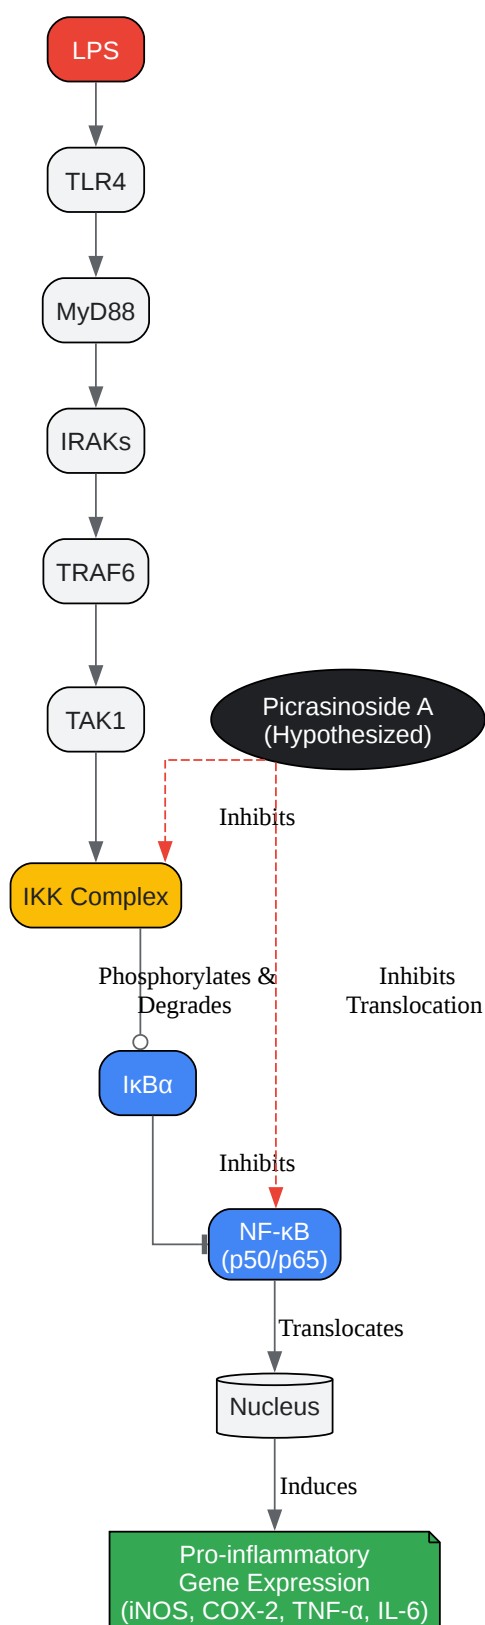 LPS
TLR4
MyD88
IRAKs
TRAF6
TAK1
Picrasinoside A
(Hypothesized)
Inhibits
IKK Complex
Phosphorylates &
Degrades
Inhibits
Translocation
IκBα
Inhibits
NF-κB
(p50/p65)
Translocates
Nucleus
Induces
Pro-inflammatory
Gene Expression
(iNOS, COX-2, TNF-α, IL-6)